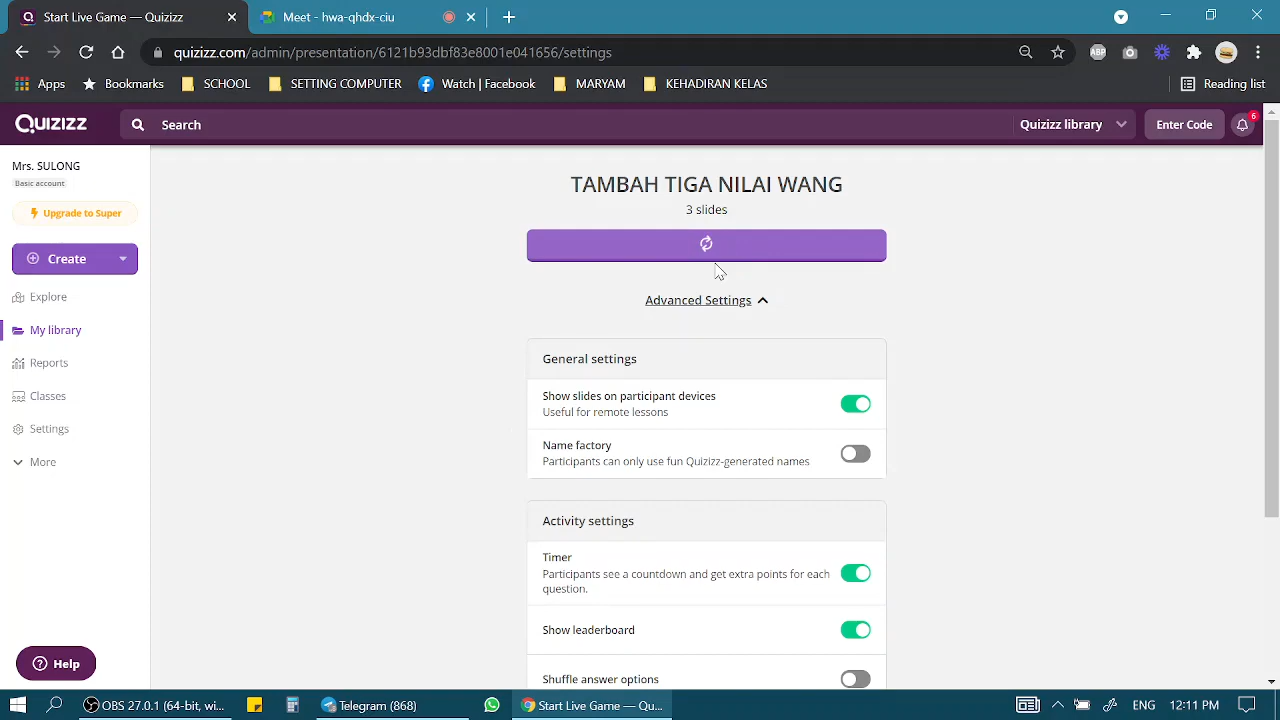 Start Live Game — Quizizz
Meet - hwa-qhdx-ciu
quizizz.com/admin/presentation/6121b93dbf83e8001e041656/settings
ABP
Apps
Bookmarks
SCHOOL
SETTING COMPUTER
Watch | Facebook
MARYAM
KEHADIRAN KELAS
Reading list
QUIZIZZ
Search
Quizizz library
Enter Code
6
Mrs. SULONG
Basic account
Upgrade to Super
Create
Explore
My library
Reports
Classes
Settings
More
Help
TAMBAH TIGA NILAI WANG
3 slides
Advanced Settings
General settings
Show slides on participant devices
Useful for remote lessons
Name factory
Participants can only use fun Quizizz-generated names
Activity settings
Timer
Participants see a countdown and get extra points for each
question.
Show leaderboard
Shuffle answer options
OBS 27.0.1 (64-bit, wi...
Telegram (868)
Start Live Game — Qu...
ENG
12:11 PM